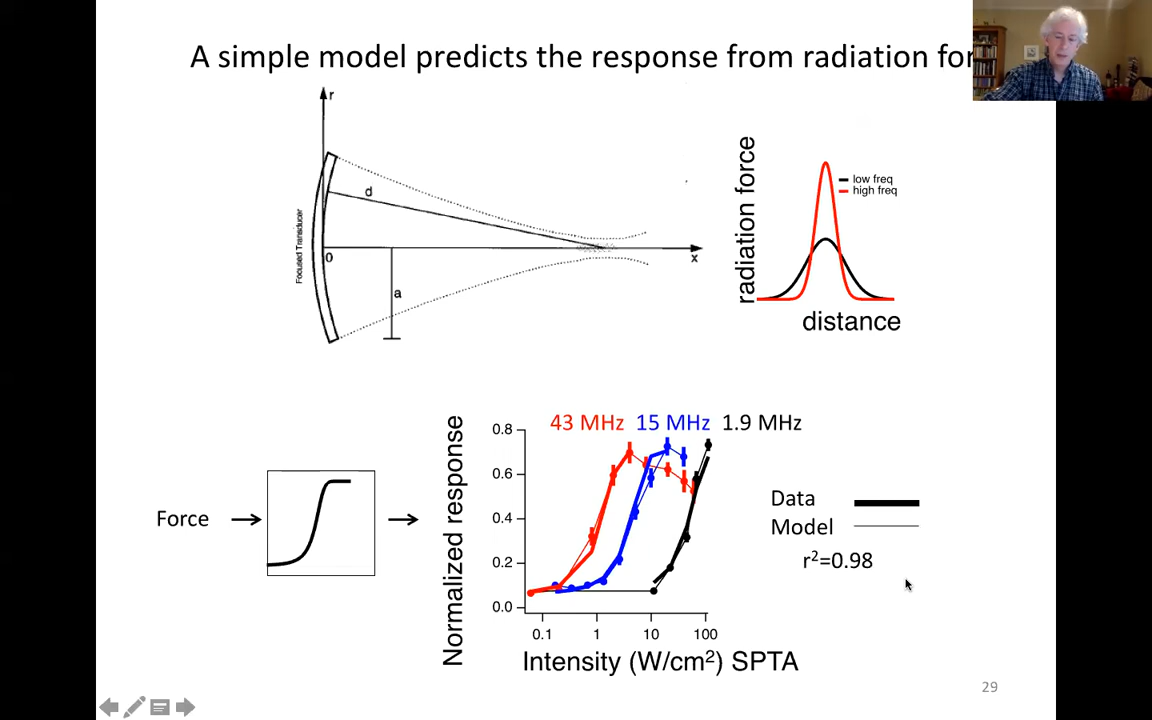 A simple model predicts the response from radiation for
r
d
Focused Transducer
0
x
a
radiation force
low freq
high freq
distance
Force
43 MHz 15 MHz 1.9 MHz
Normalized response
0.8
0.6
0.4
0.2
0.0
0.1 1 10 100
Intensity (W/cm²) SPTA
Data
Model
r²=0.98
29